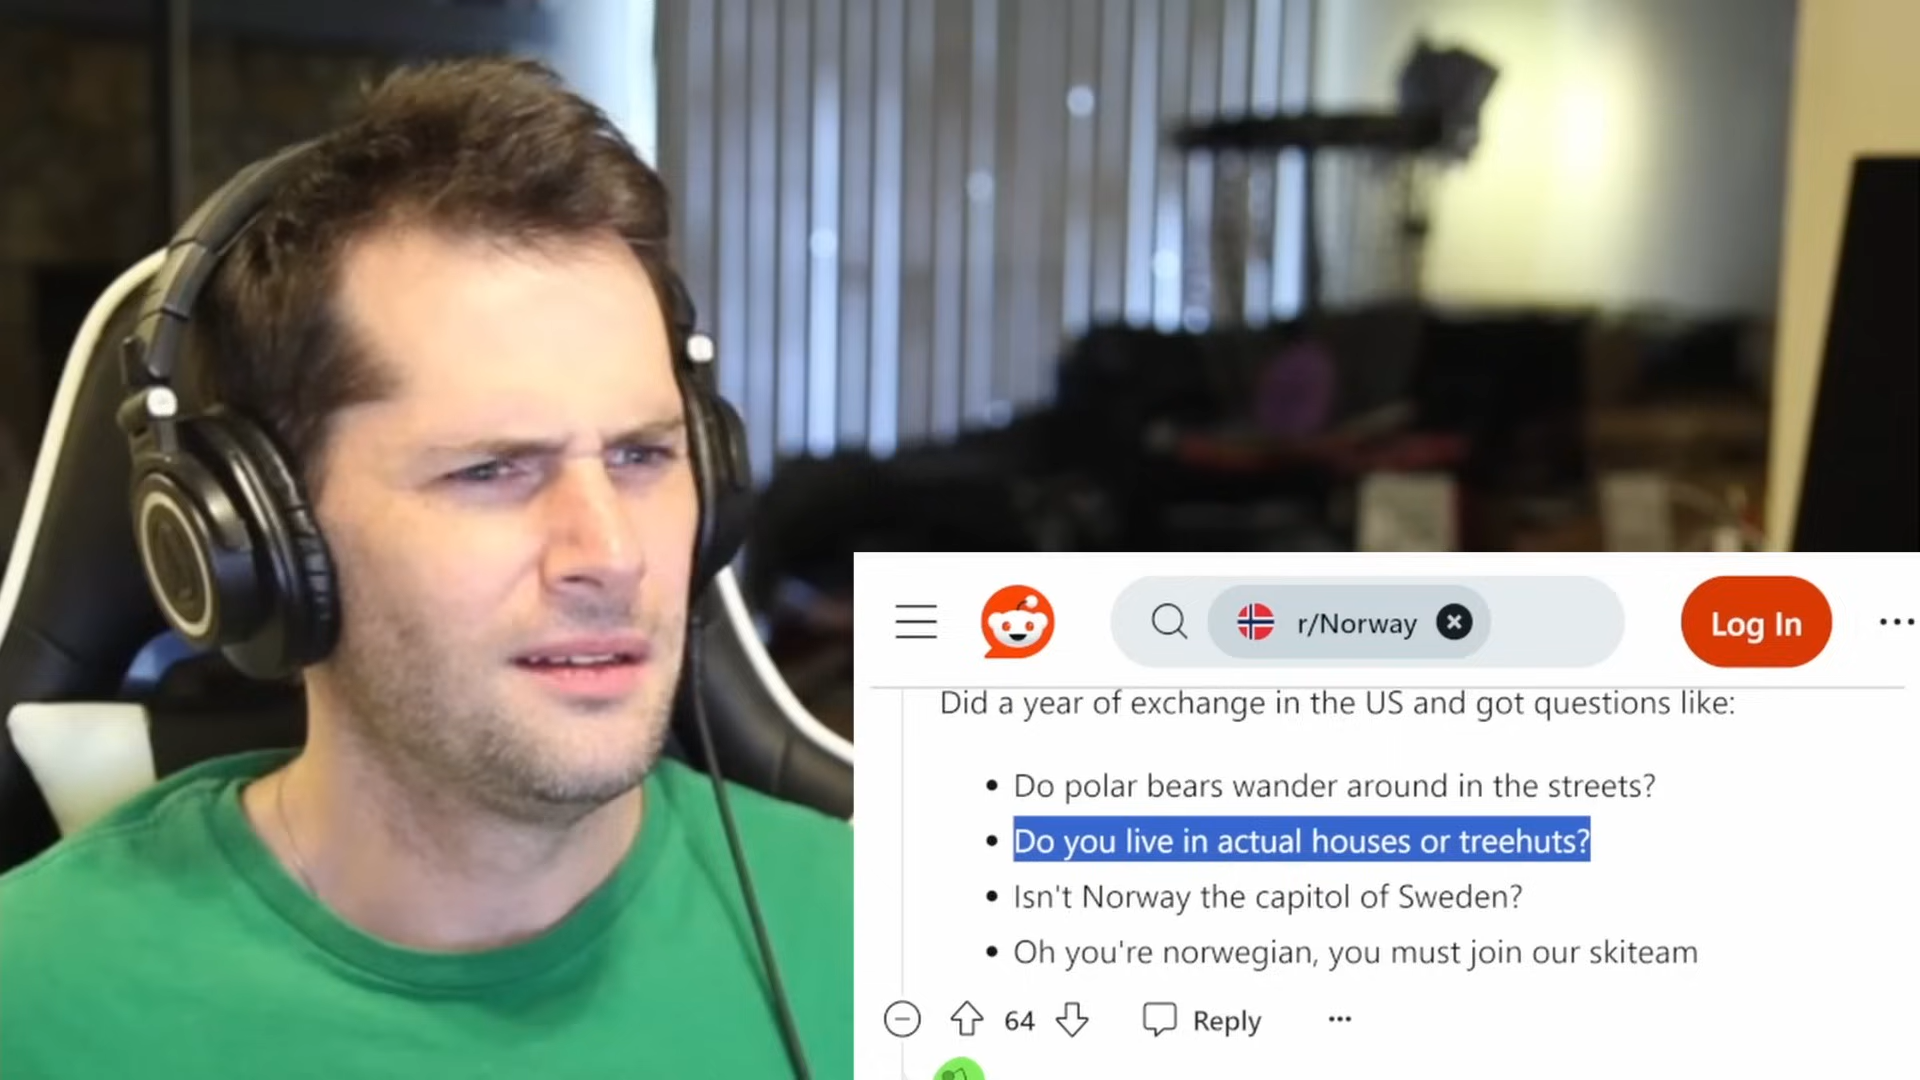 r/Norway
Log In
Did a year of exchange in the US and got questions like:
Do polar bears wander around in the streets?
Do you live in actual houses or treehuts?
Isn't Norway the capitol of Sweden?
Oh you're norwegian, you must join our skiteam
64
Reply